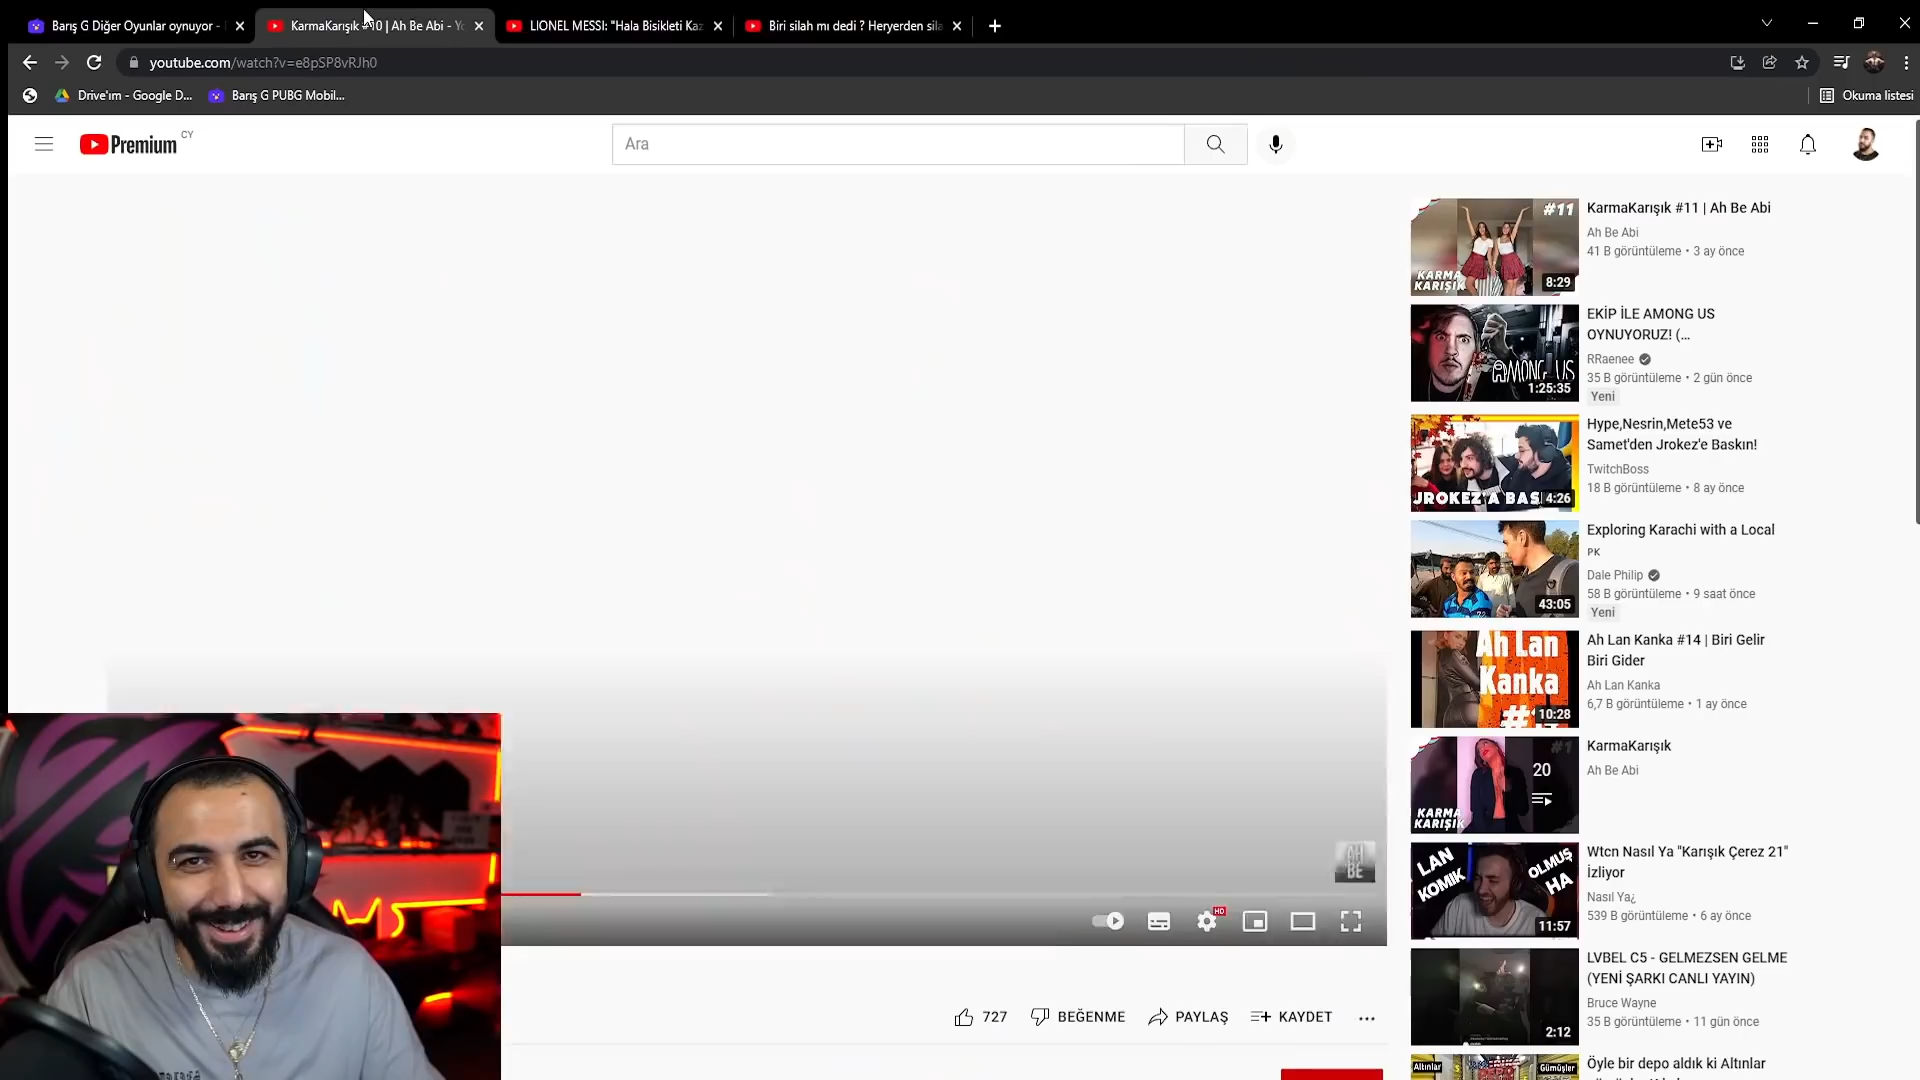 Barış G Diğer Oyunlar oynuyor -
KarmaKarışık #10 | Ah Be Abi - Yo
LIONEL MESSI: "Hala Bisikleti Kaz
Biri silah mı dedi ? Heryerden sila
youtube.com/watch?v=e8pSP8vRJh0
Drive'ım - Google D...
Barış G PUBG Mobil...
Okuma listesi
Premium CY
Ara
#11
KARMA
KARIŞIK
8:29
KarmaKarışık #11 | Ah Be Abi
Ah Be Abi
41 B görüntüleme • 3 ay önce
AMONG US
1:25:35
EKİP İLE AMONG US
OYNUYORUZ! (...
RRaenee
35 B görüntüleme • 2 gün önce
Yeni
JROKEZ'A BAS
4:26
Hype,Nesrin,Mete53 ve
Samet'den Jrokez'e Baskın!
TwitchBoss
18 B görüntüleme • 8 ay önce
43:05
Exploring Karachi with a Local
PK
Dale Philip
58 B görüntüleme • 9 saat önce
Yeni
Ah Lan
Kanka
10:28
Ah Lan Kanka #14 | Biri Gelir
Biri Gider
Ah Lan Kanka
6,7 B görüntüleme • 1 ay önce
#1
20
KARMA
KARIŞIK
KarmaKarışık
Ah Be Abi
LAN
KOMİK
OLMUŞ
HA
11:57
Wtcn Nasıl Ya "Karışık Çerez 21"
İzliyor
Nasıl Ya¿
539 B görüntüleme • 6 ay önce
2:12
LVBEL C5 - GELMEZSEN GELME
(YENİ ŞARKI CANLI YAYIN)
Bruce Wayne
35 B görüntüleme • 11 gün önce
Altınlar
Gümüşler
Öyle bir depo aldık ki Altınlar
AH
BE
HD
727
BEĞENME
PAYLAŞ
KAYDET